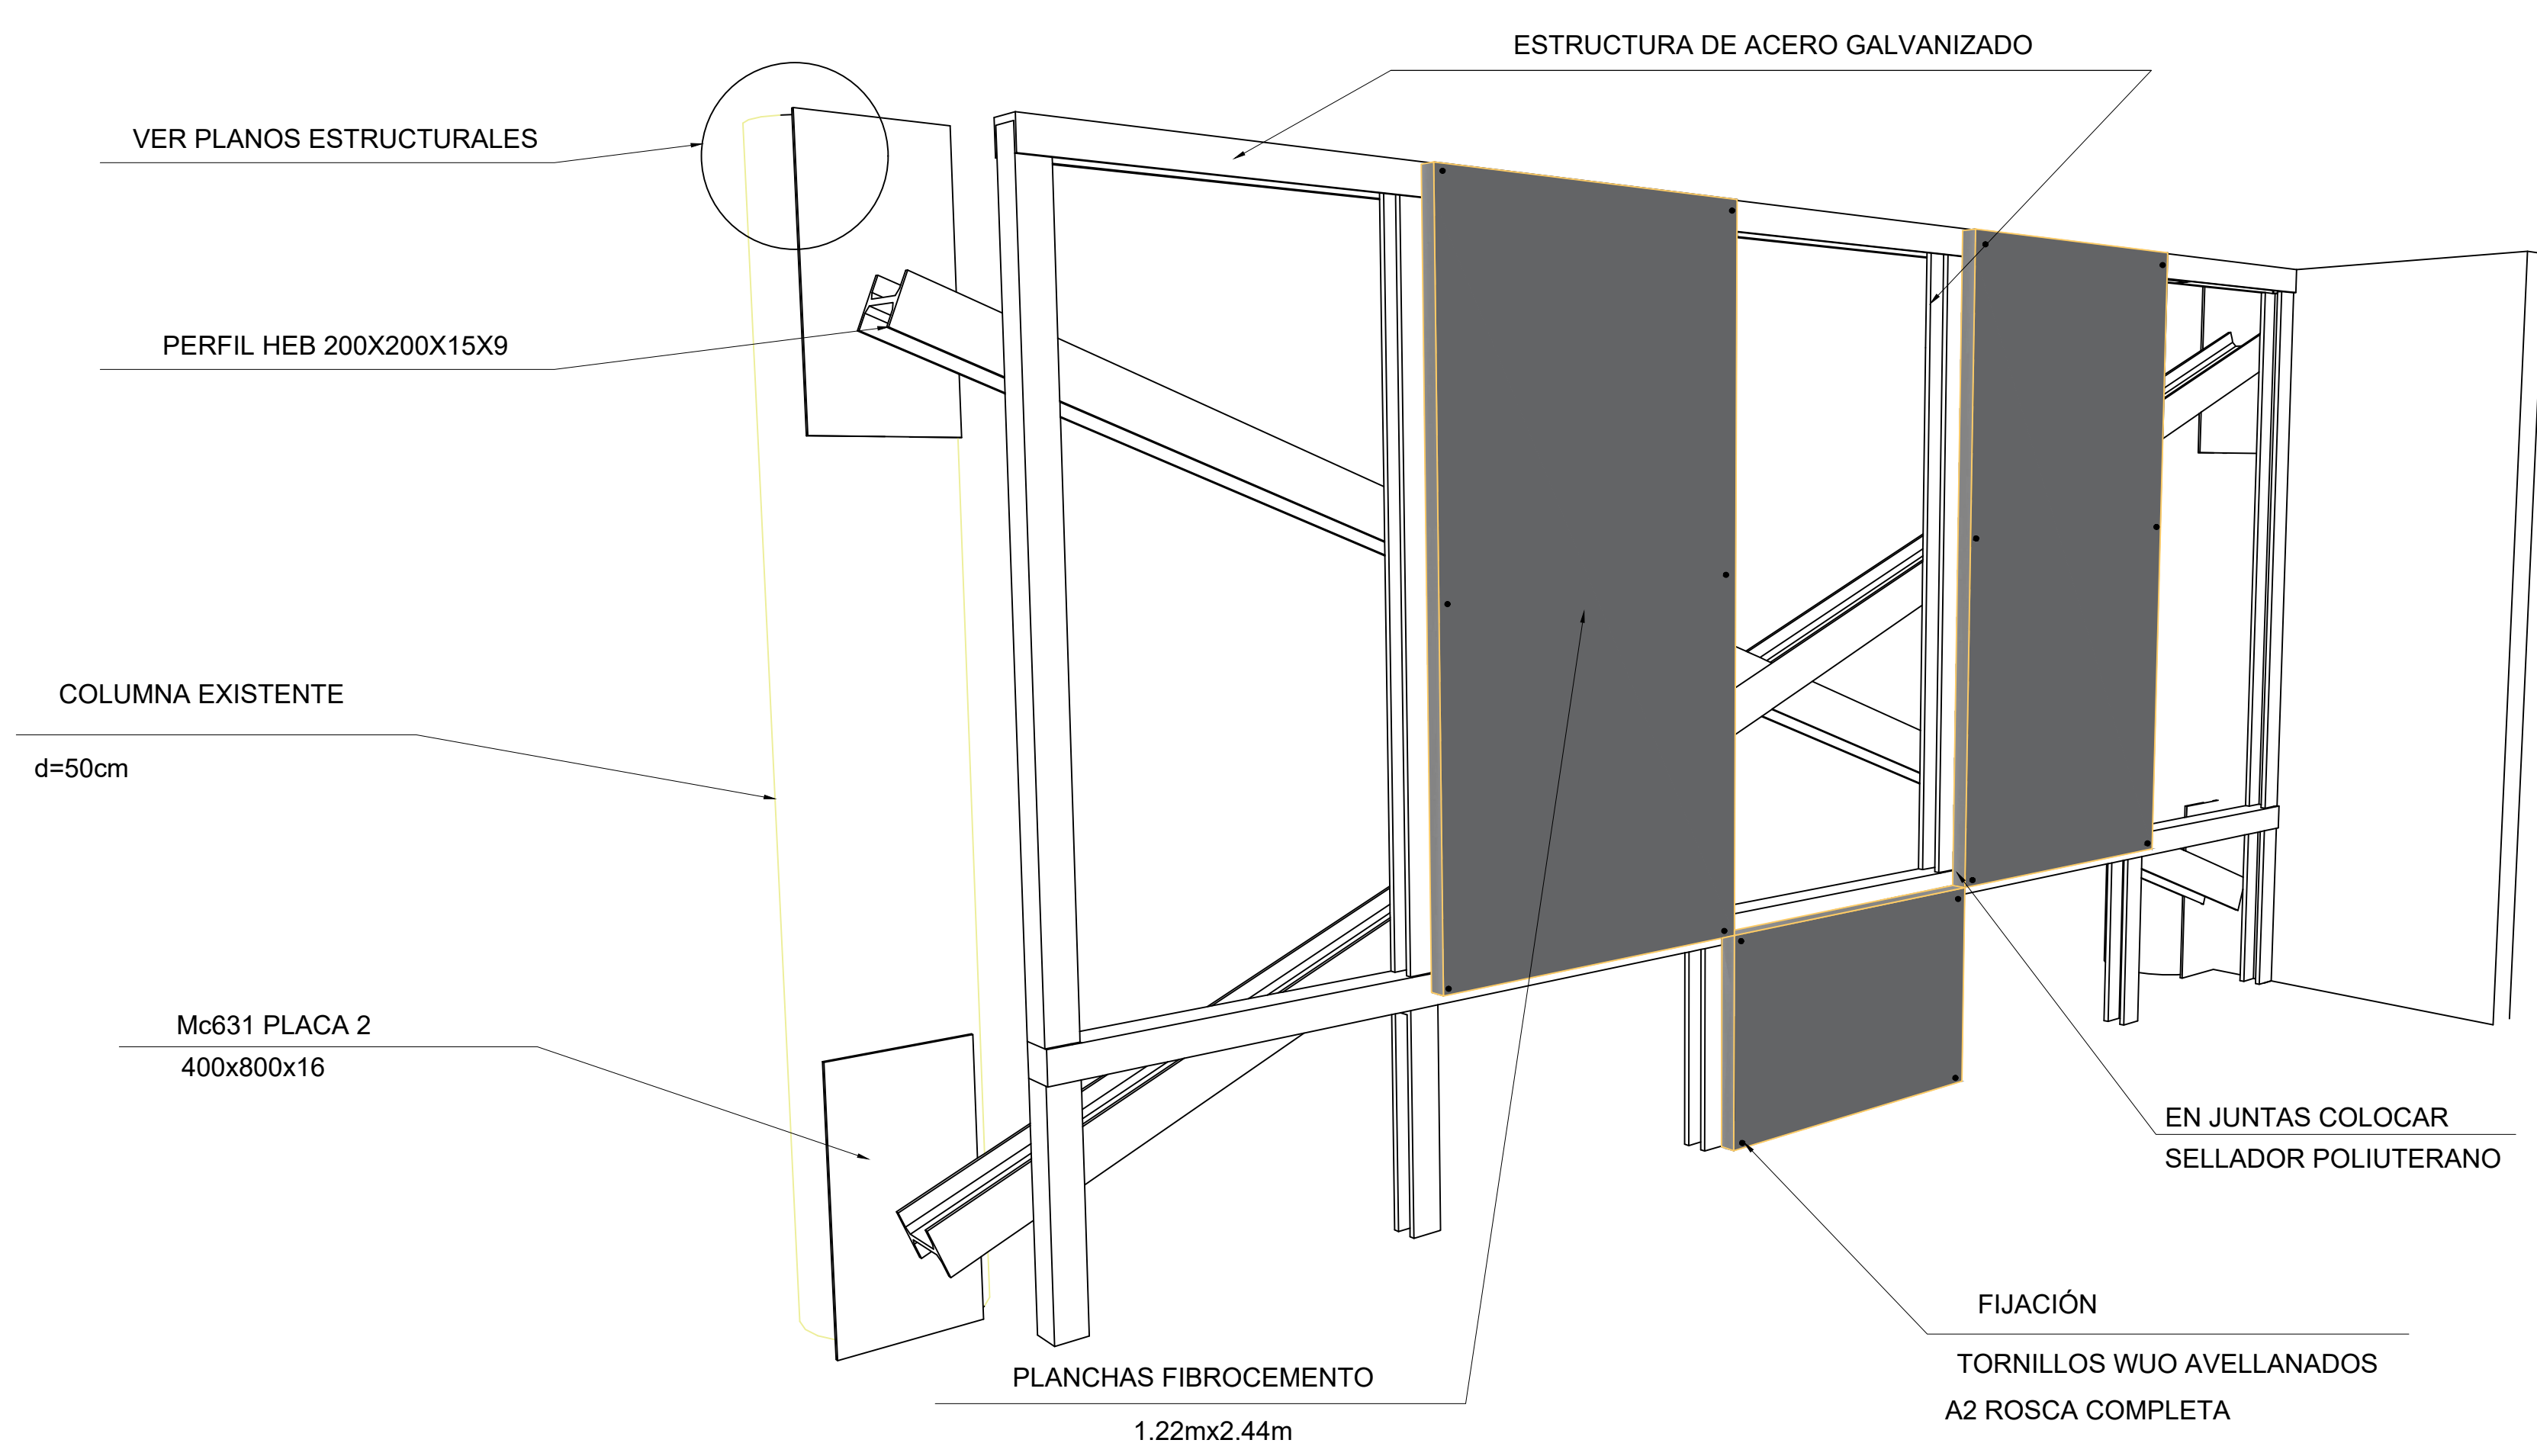 ESTRUCTURA DE ACERO GALVANIZADO
VER PLANOS ESTRUCTURALES
PERFIL HEB 200X200X15X9
COLUMNA EXISTENTE
d=50cm
Mc631 PLACA 2
400x800x16
EN JUNTAS COLOCAR
SELLADOR POLIUTERANO
FIJACIÓN
TORNILLOS WUO AVELLANADOS
A2 ROSCA COMPLETA
PLANCHAS FIBROCEMENTO
1.22mx2.44m